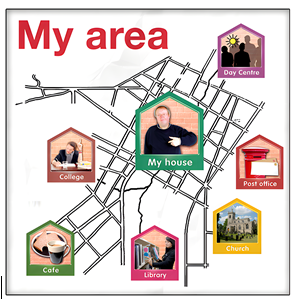 My area
Day Centre
My house
College
Post office
Church
Cafe
Library